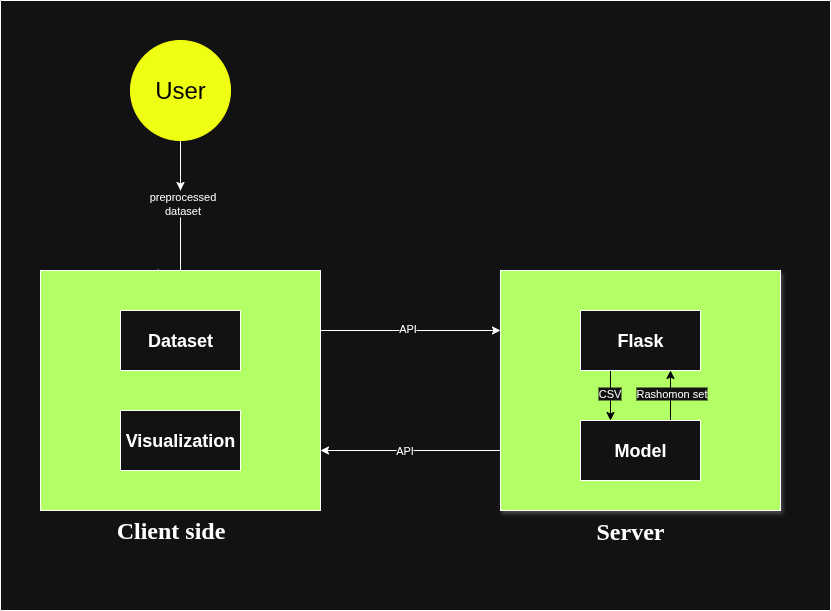 User
preprocessed
dataset
Dataset
API
Flask
CSV
Rashomon set
Visualization
API
Model
Client side
Server